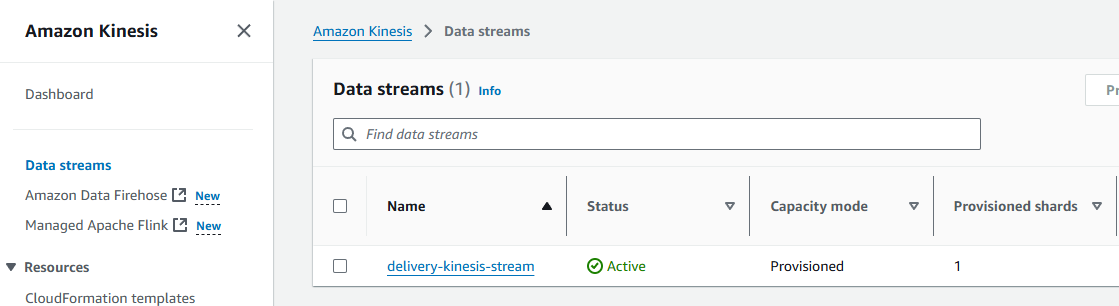 Amazon Kinesis
Dashboard
Data streams
Amazon Data Firehose New
Managed Apache Flink New
Resources
CloudFormation templates
Amazon Kinesis Data streams
Data streams (1) Info
Find data streams
Name Status Capacity mode Provisioned shards
delivery-kinesis-stream Active Provisioned 1